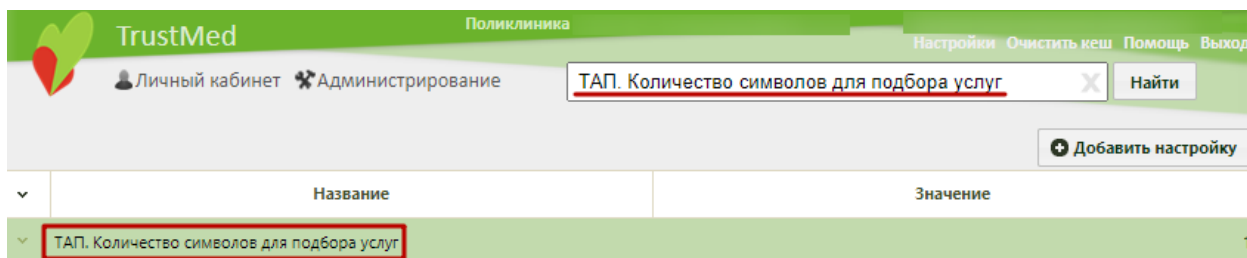 Поликлиника
TrustMed
Настройки Очистить кеш Помощь Выход
Личный кабинет Администрирование
ТАП. Количество символов для подбора услуг X Найти
Добавить настройку
Название Значение
ТАП. Количество символов для подбора услуг